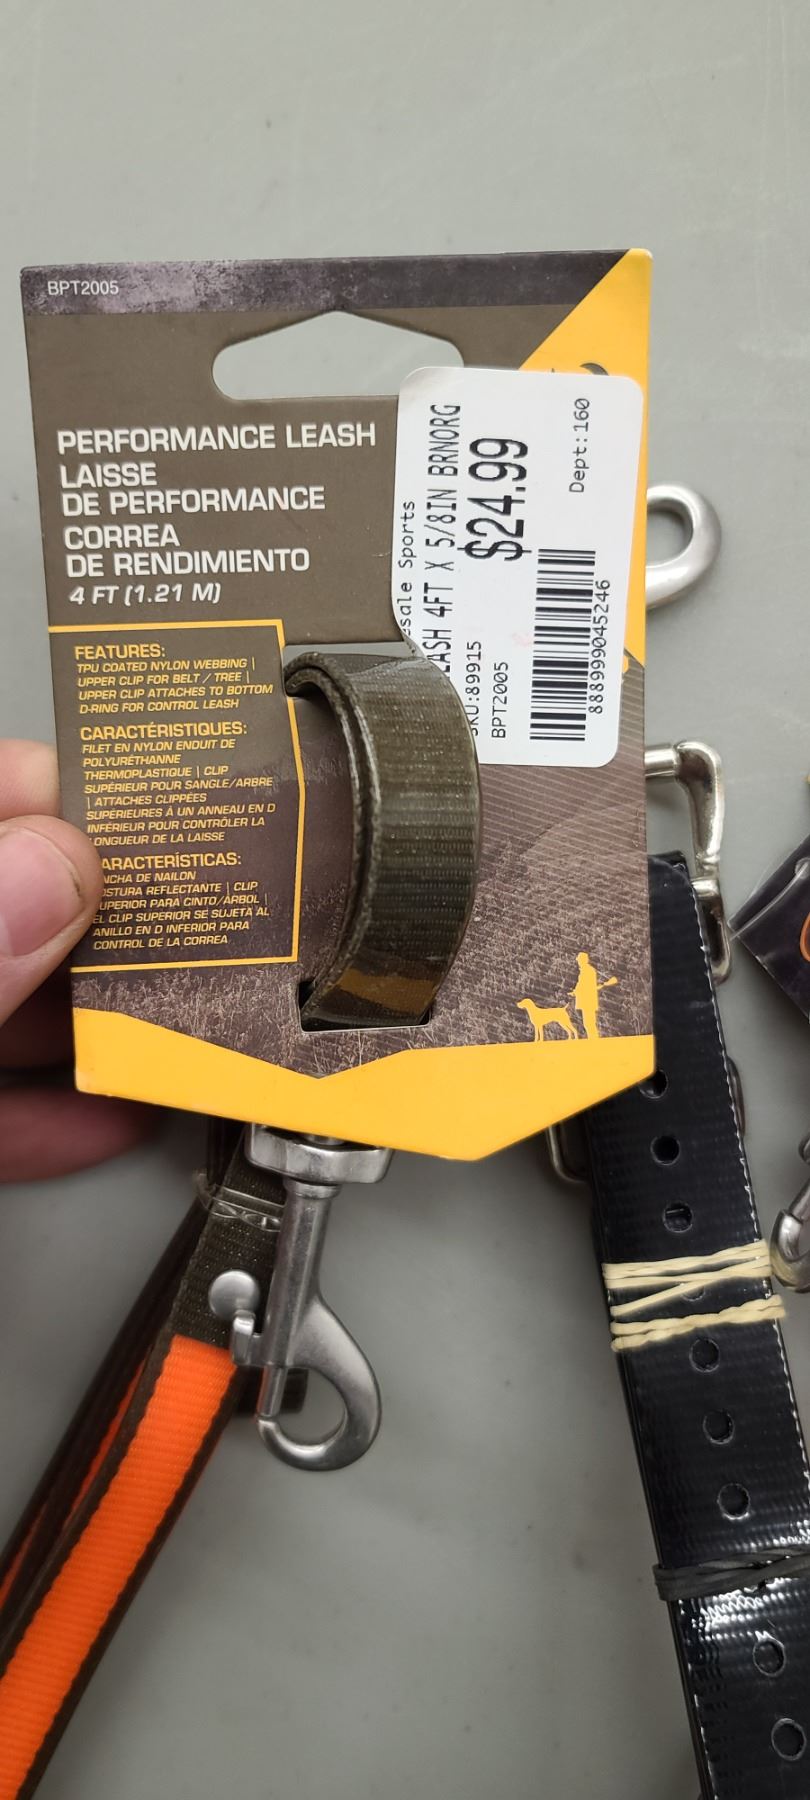 BPT2005
PERFORMANCE LEASH
LAISSE
DE PERFORMANCE
CORREA
DE RENDIMIENTO
4 FT (1.21 M)
FEATURES:
TPU COATED NYLON WEBBING |
UPPER CLIP FOR BELT / TREE |
UPPER CLIP ATTACHES TO BOTTOM
D-RING FOR CONTROL LEASH
CARACTÉRISTIQUES:
FILET EN NYLON ENDUIT DE
POLYURÉTHANNE
THERMOPLASTIQUE | CLIP
SUPÉRIEUR POUR SANGLE/ARBRE
| ATTACHES CLIPPÉES
SUPÉRIEURES À UN ANNEAU EN D
INFÉRIEUR POUR CONTRÔLER LA
LONGUEUR DE LA LAISSE
CARACTERÍSTICAS:
DE NAILON
REFLECTANTE | CLIP
SUPERIOR PARA CINTO/ÁRBOL |
EL CLIP SUPERIOR SE SUJETA AL
ANILLO EN D INFERIOR PARA
CONTROL DE LA CORREA
Sports
4FT X 5/8IN BRNORG
$24.99
SKU:89915
BPT2005
Dept:160
888999045246